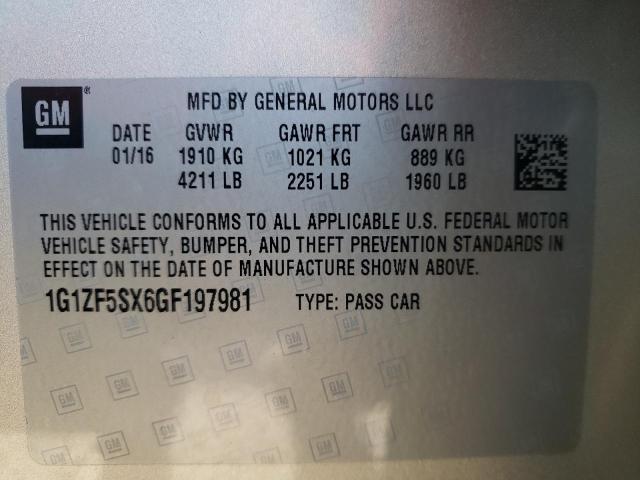 GM ® MFD BY GENERAL MOTORS LLC
DATE GVWR GAWR FRT GAWR RR
01/16 1910 KG 1021 KG 889 KG
4211 LB 2251 LB 1960 LB
THIS VEHICLE CONFORMS TO ALL APPLICABLE U.S. FEDERAL MOTOR
VEHICLE SAFETY, BUMPER, AND THEFT PREVENTION STANDARDS IN
EFFECT ON THE DATE OF MANUFACTURE SHOWN ABOVE.
1G1ZF5SX6GF197981 TYPE: PASS CAR